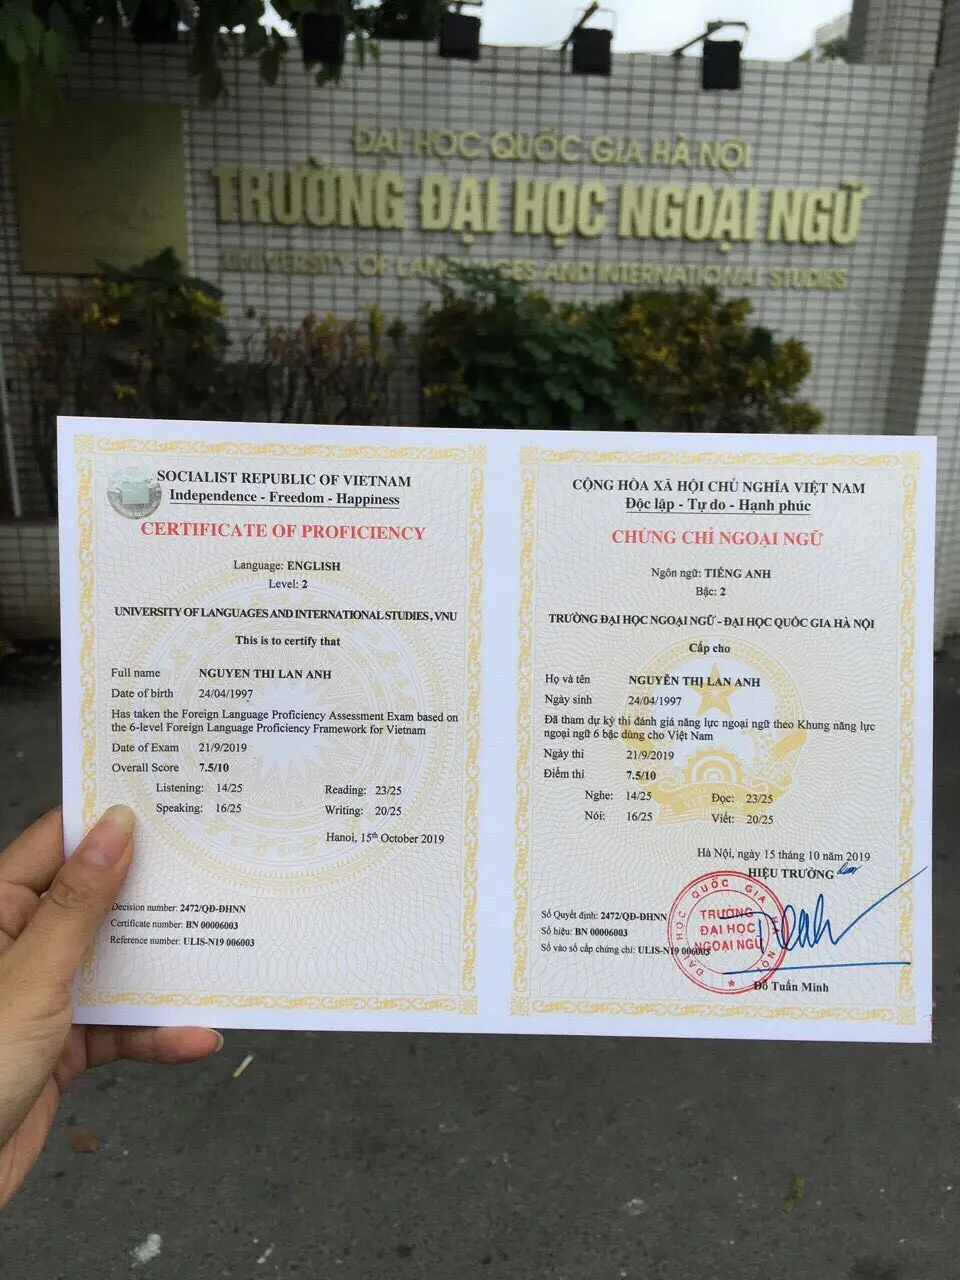 ĐẠI HỌC QUỐC GIA HÀ NỘI
TRƯỜNG ĐẠI HỌC NGOẠI NGỮ
UNIVERSITY OF LANGUAGES AND INTERNATIONAL STUDIES
SOCIALIST REPUBLIC OF VIETNAM
Independence - Freedom - Happiness
CERTIFICATE OF PROFICIENCY
Language: ENGLISH
Level: 2
UNIVERSITY OF LANGUAGES AND INTERNATIONAL STUDIES, VNU
This is to certify that
Full name NGUYEN THI LAN ANH
Date of birth 24/04/1997
Has taken the Foreign Language Proficiency Assessment Exam based on
the 6-level Foreign Language Proficiency Framework for Vietnam
Date of Exam 21/9/2019
Overall Score 7.5/10
Listening: 14/25 Reading: 23/25
Speaking: 16/25 Writing: 20/25
Hanoi, 15th October 2019
Decision number: 2472/QĐ-ĐHNN
Certificate number: BN 00006003
Reference number: ULIS-N19 006003
CỘNG HÒA XÃ HỘI CHỦ NGHĨA VIỆT NAM
Độc lập - Tự do - Hạnh phúc
CHỨNG CHỈ NGOẠI NGỮ
Ngôn ngữ: TIẾNG ANH
Bậc: 2
TRƯỜNG ĐẠI HỌC NGOẠI NGỮ - ĐẠI HỌC QUỐC GIA HÀ NỘI
Cấp cho
Họ và tên NGUYỄN THỊ LAN ANH
Ngày sinh 24/04/1997
Đã tham dự kỳ thi đánh giá năng lực ngoại ngữ theo Khung năng lực
ngoại ngữ 6 bậc dùng cho Việt Nam
Ngày thi 21/9/2019
Điểm thi 7.5/10
Nghe: 14/25 Đọc: 23/25
Nói: 16/25 Viết: 20/25
Hà Nội, ngày 15 tháng 10 năm 2019
HIỆU TRƯỞNG
Số Quyết định: 2472/QĐ-ĐHNN
Số hiệu: BN 00006003
Số vào sổ cấp chứng chỉ: ULIS-N19 006003
ĐẠI HỌC QUỐC GIA HÀ NỘI
TRƯỜNG
ĐẠI HỌC
NGOẠI NGỮ
Đỗ Tuấn Minh